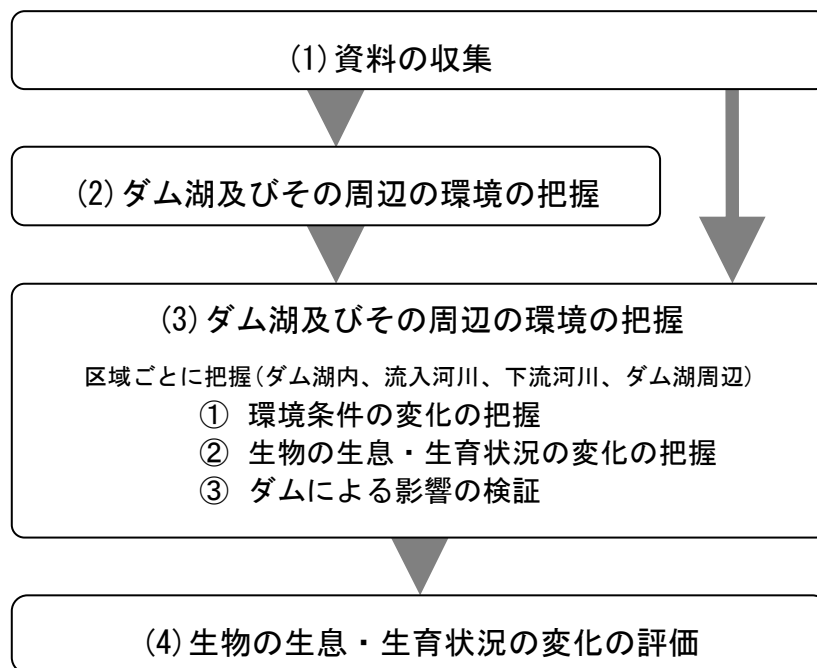 (1)資料の収集
(2)ダム湖及びその周辺の環境の把握
(3)ダム湖及びその周辺の環境の把握
区域ごとに把握(ダム湖内、流入河川、下流河川、ダム湖周辺)
① 環境条件の変化の把握
② 生物の生息・生育状況の変化の把握
③ ダムによる影響の検証
(4)生物の生息・生育状況の変化の評価